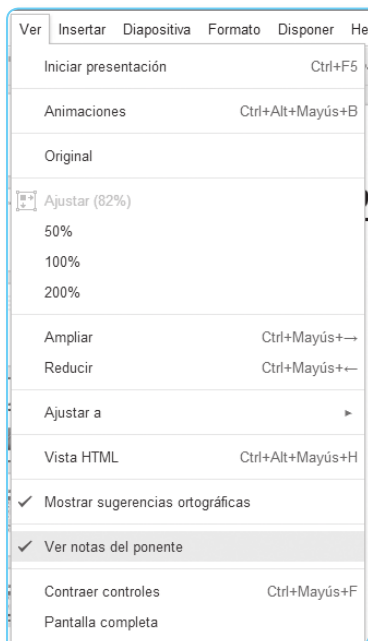 Ver Insertar Diapositiva Formato Disponer
Iniciar presentación Ctrl+F5
Animaciones Ctrl+Alt+Mayús+B
Original
Ajustar (82%)
50%
100%
200%
Ampliar Ctrl+Mayús+→
Reducir Ctrl+Mayús+←
Ajustar a ►
Vista HTML Ctrl+Alt+Mayús+H
Mostrar sugerencias ortográficas
Ver notas del ponente
Contraer controles Ctrl+Mayús+F
Pantalla completa